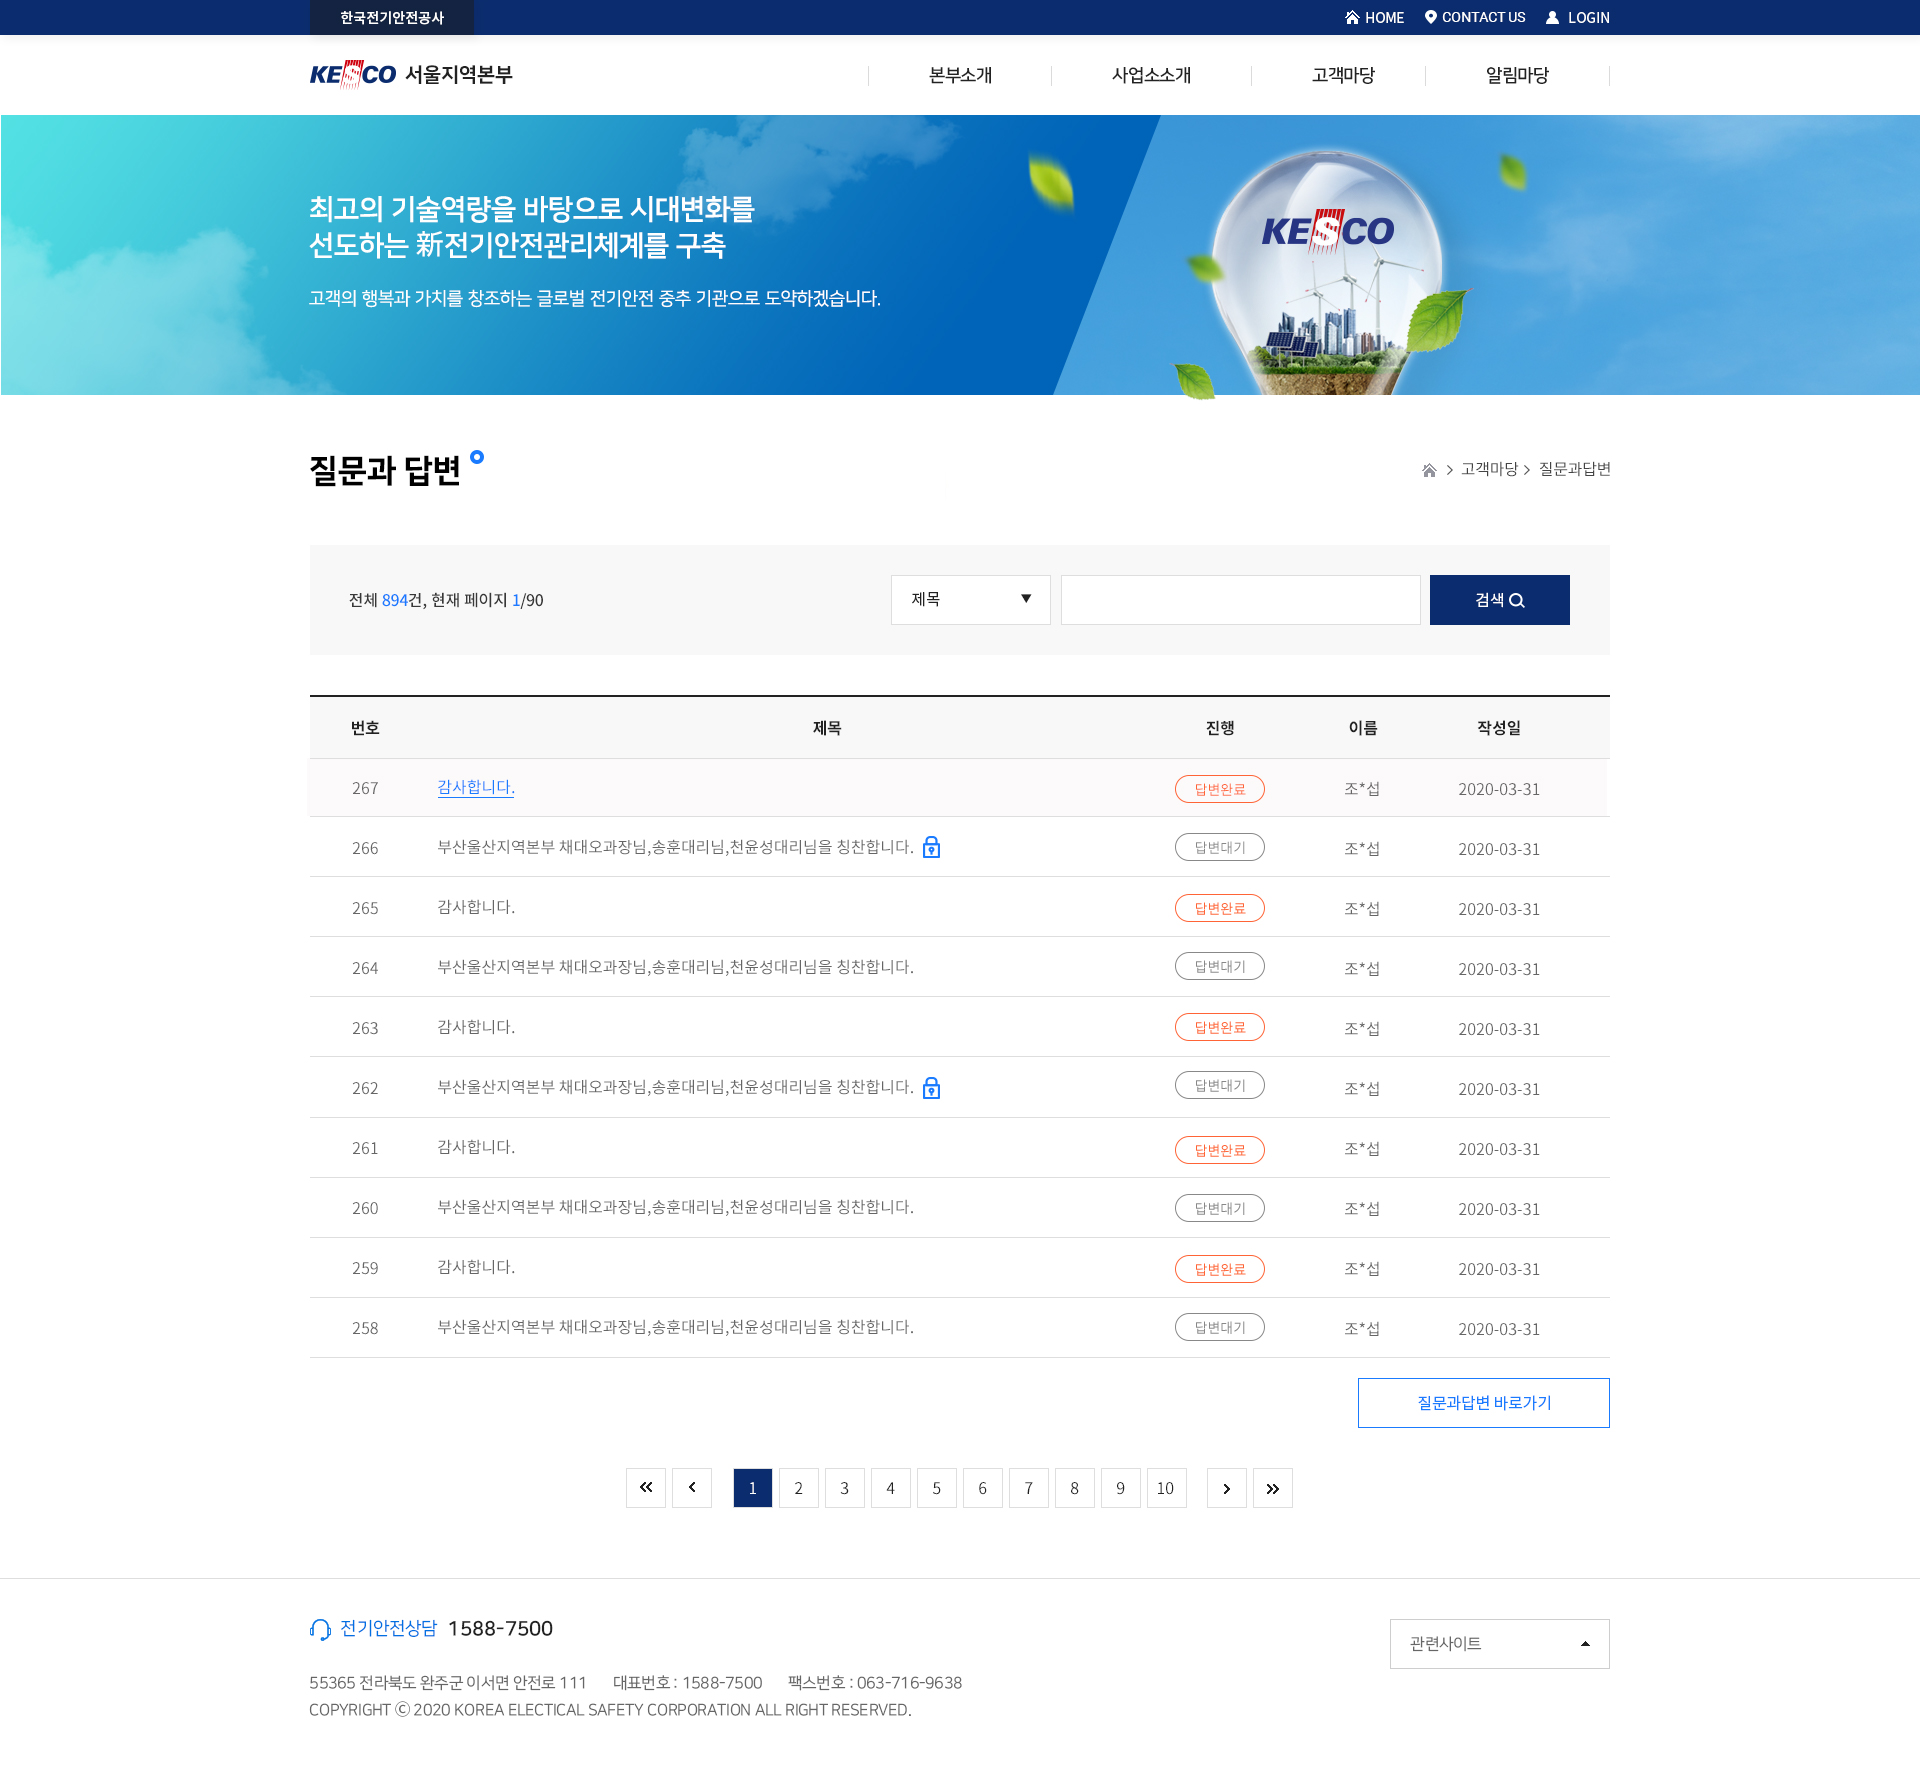 한국전기안전공사
HOME CONTACT US LOGIN
KESCO 서울지역본부 본부소개 사업소소개 고객마당 알림마당
최고의 기술역량을 바탕으로 시대변화를
선도하는 新전기안전관리체계를 구축
고객의 행복과 가치를 창조하는 글로벌 전기안전 중추 기관으로 도약하겠습니다.
KESCO
질문과 답변
고객마당 > 질문과답변
전체 894건, 현재 페이지 1/90 제목 ▼ 검색
번호 제목 진행 이름 작성일
267 감사합니다. 답변완료 조*섭 2020-03-31
266 부산울산지역본부 채대오과장님,송훈대리님,천윤성대리님을 칭찬합니다. 답변대기 조*섭 2020-03-31
265 감사합니다. 답변완료 조*섭 2020-03-31
264 부산울산지역본부 채대오과장님,송훈대리님,천윤성대리님을 칭찬합니다. 답변대기 조*섭 2020-03-31
263 감사합니다. 답변완료 조*섭 2020-03-31
262 부산울산지역본부 채대오과장님,송훈대리님,천윤성대리님을 칭찬합니다. 답변대기 조*섭 2020-03-31
261 감사합니다. 답변완료 조*섭 2020-03-31
260 부산울산지역본부 채대오과장님,송훈대리님,천윤성대리님을 칭찬합니다. 답변대기 조*섭 2020-03-31
259 감사합니다. 답변완료 조*섭 2020-03-31
258 부산울산지역본부 채대오과장님,송훈대리님,천윤성대리님을 칭찬합니다. 답변대기 조*섭 2020-03-31
질문과답변 바로가기
1 2 3 4 5 6 7 8 9 10
전기안전상담 1588-7500
관련사이트
55365 전라북도 완주군 이서면 안전로 111 대표번호 : 1588-7500 팩스번호 : 063-716-9638
COPYRIGHT ⓒ 2020 KOREA ELECTICAL SAFETY CORPORATION ALL RIGHT RESERVED.